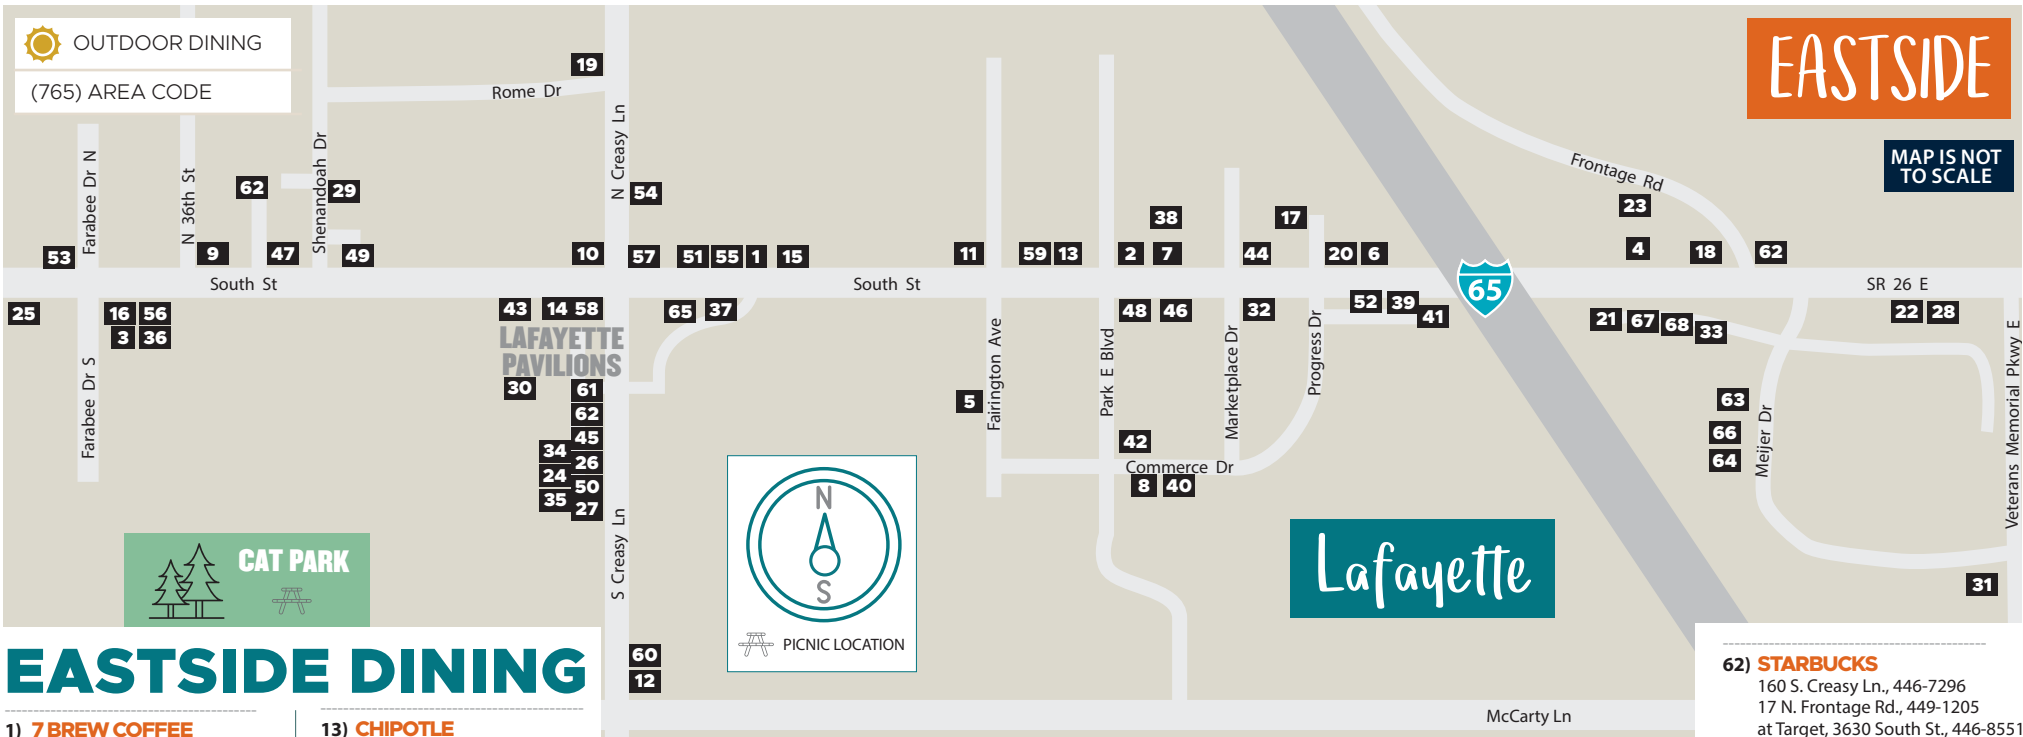 OUTDOOR DINING
(765) AREA CODE
EASTSIDE
MAP IS NOT
TO SCALE
19
Rome Dr
N Creasy Ln
Farabee Dr N
N 36th St
Shenandoah Dr
62
29
54
Frontage Rd
23
38
17
53
9
47
49
10
57
51
55
1
15
11
59
13
2
7
44
20
6
4
18
62
South St
South St
65
SR 26 E
25
16
56
3
36
43
14
58
65
37
48
46
32
52
39
41
21
67
68
33
22
28
LAFAYETTE
PAVILIONS
30
61
62
45
34
26
24
50
35
27
5
Farabee Dr S
Fairington Ave
Park E Blvd
Marketplace Dr
Progress Dr
42
Commerce Dr
8
40
63
66
64
Meijer Dr
Veterans Memorial Pkwy E
31
S Creasy Ln
N
S
PICNIC LOCATION
CAT PARK
Lafayette
60
12
McCarty Ln
EASTSIDE DINING
1) 7 BREW COFFEE
13) CHIPOTLE
62) STARBUCKS
160 S. Creasy Ln., 446-7296
17 N. Frontage Rd., 449-1205
at Target, 3630 South St., 446-8551